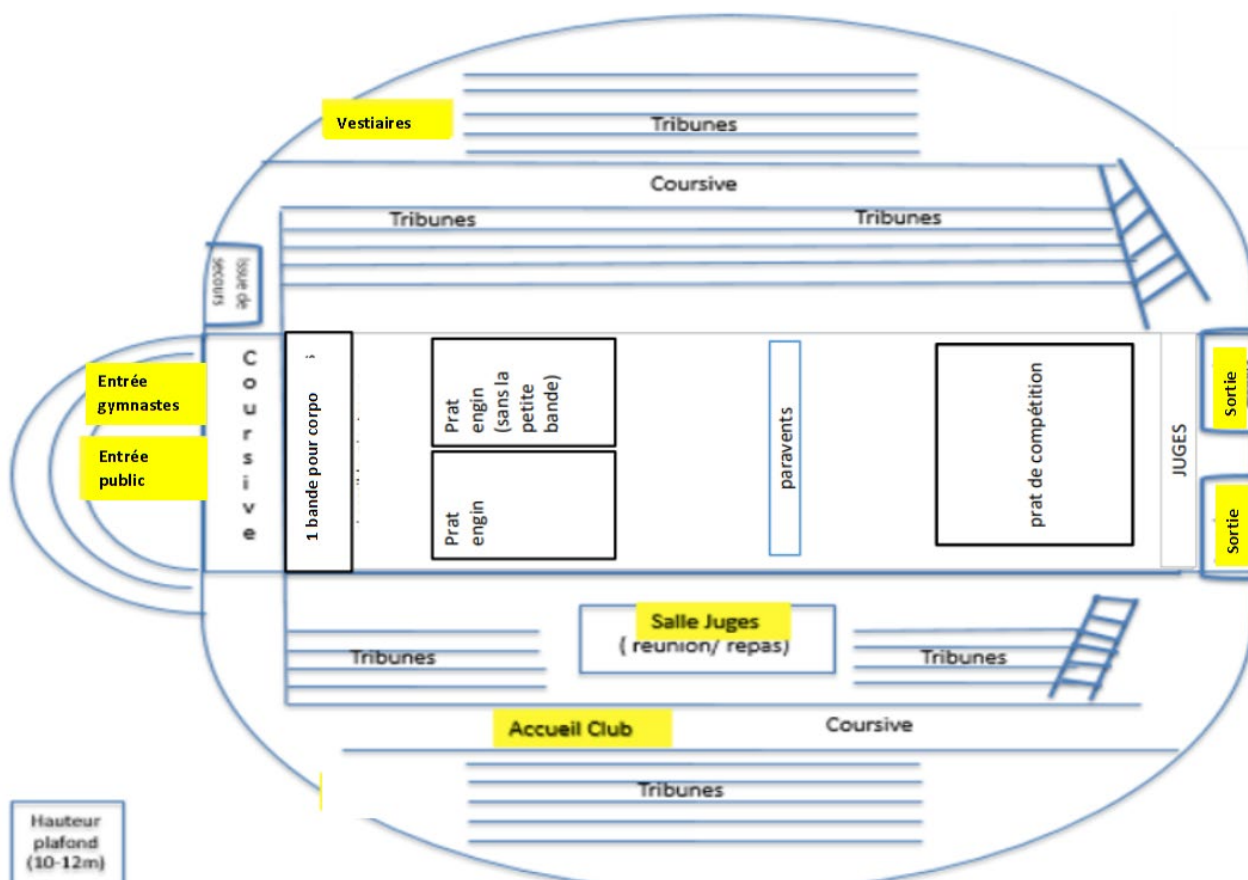 Vestiaires
Tribunes
Coursive
Tribunes
Tribunes
Issue de
secours
Entrée
gymnastes
Entrée
public
Coursive
1 bande pour corpo
Prat
engin
(sans la
petite
bande)
Prat
engin
paravents
prat de compétition
JUGES
Sortie
Sortie
Salle Juges
( reunion/ repas)
Tribunes
Tribunes
Accueil Club
Coursive
Tribunes
Hauteur
plafond
(10-12m)